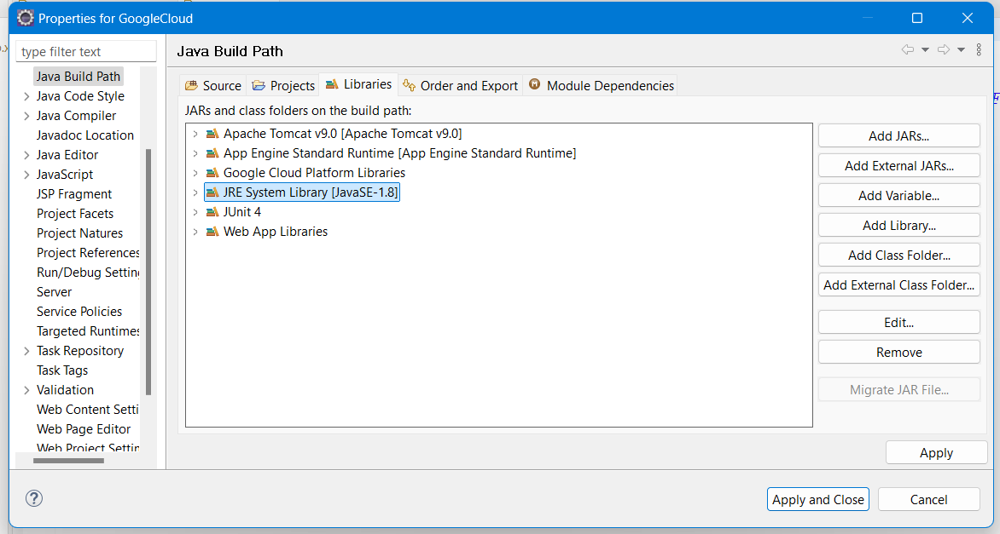 Properties for GoogleCloud
type filter text
Java Build Path
Java Code Style
Java Compiler
Javadoc Location
Java Editor
JavaScript
JSP Fragment
Project Facets
Project Natures
Project References
Run/Debug Settin
Server
Service Policies
Targeted Runtimes
Task Repository
Task Tags
Validation
Web Content Setti
Web Page Editor
Web Project Settin
Java Build Path
Source Projects Libraries Order and Export Module Dependencies
JARs and class folders on the build path:
Apache Tomcat v9.0 [Apache Tomcat v9.0]
App Engine Standard Runtime [App Engine Standard Runtime]
Google Cloud Platform Libraries
JRE System Library [JavaSE-1.8]
JUnit 4
Web App Libraries
Add JARs...
Add External JARs...
Add Variable...
Add Library...
Add Class Folder...
Add External Class Folder...
Edit...
Remove
Migrate JAR File...
Apply
Apply and Close
Cancel